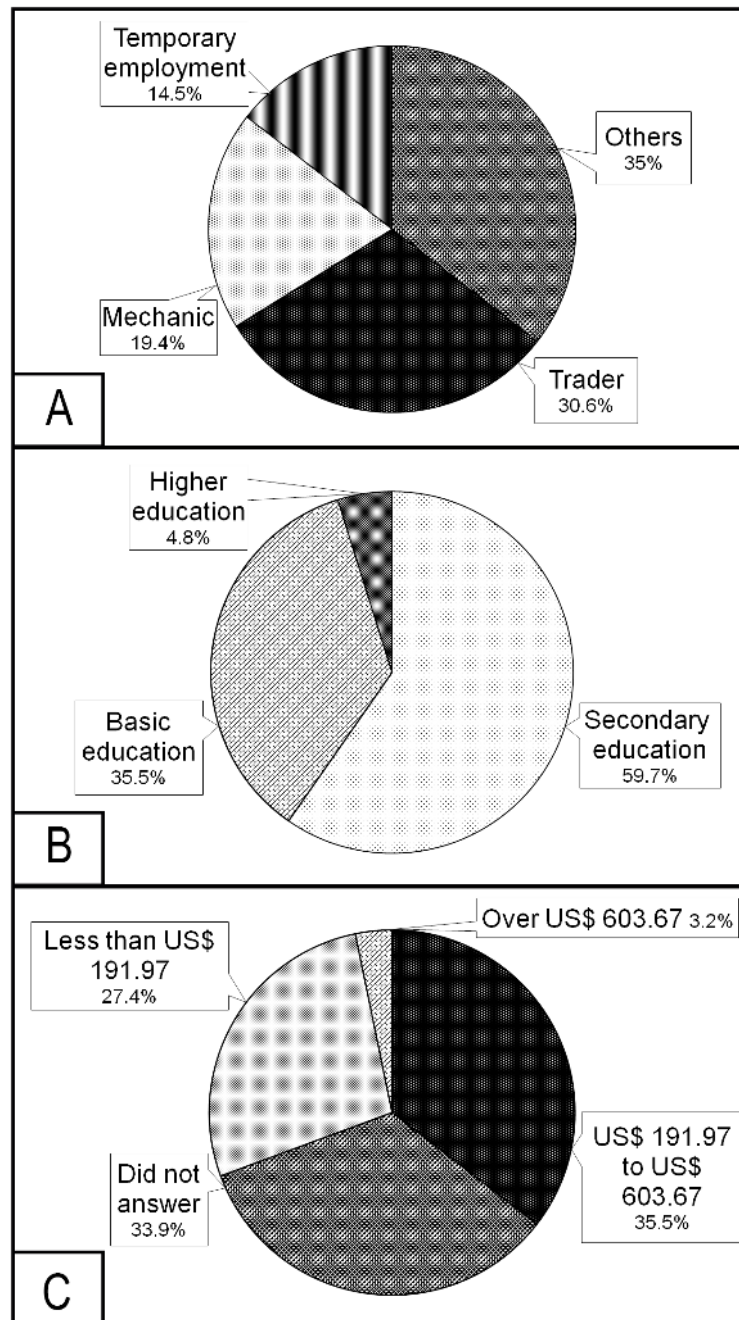 Temporary
employment
14.5%
Others
35%
Mechanic
19.4%
Trader
30.6%
A
Higher
education
4.8%
Basic
education
35.5%
Secondary
education
59.7%
B
Over US$ 603.67 3.2%
Less than US$
191.97
27.4%
Did not
answer
33.9%
US$ 191.97
to US$
603.67
35.5%
C